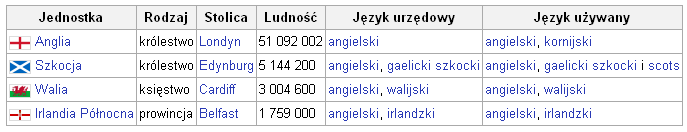 Jednostka Rodzaj Stolica Ludność Język urzędowy Język używany
Anglia królestwo Londyn 51 092 002 angielski angielski, kornijski
Szkocja królestwo Edynburg 5 144 200 angielski, gaelicki szkocki angielski, gaelicki szkocki i scots
Walia księstwo Cardiff 3 004 600 angielski, walijski angielski, walijski
Irlandia Północna prowincja Belfast 1 759 000 angielski, irlandzki angielski, irlandzki